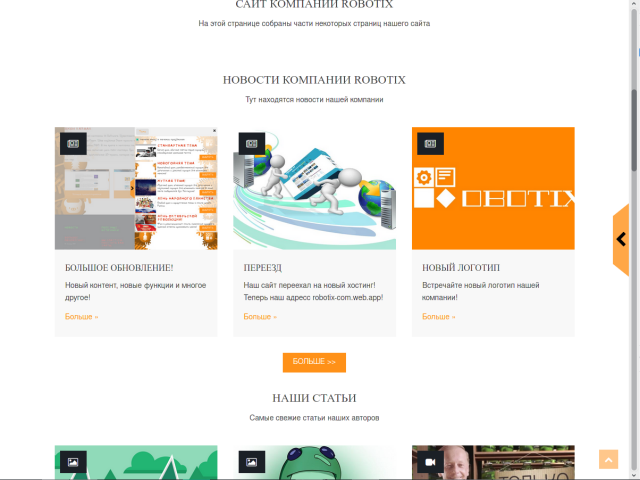 САЙТ КОМПАНИИ ROBOTIX
На этой странице собраны части некоторых страниц нашего сайта
НОВОСТИ КОМПАНИИ ROBOTIX
Тут находятся новости нашей компании
OBOTIX
БОЛЬШОЕ ОБНОВЛЕНИЕ!
Новый контент, новые функции и многое
другое!
Больше »
ПЕРЕЕЗД
Наш сайт переехал на новый хостинг!
Теперь наш адресс robotix-com.web.app!
Больше »
НОВЫЙ ЛОГОТИП
Встречайте новый логотип нашей
компании!
Больше »
БОЛЬШЕ >>
НАШИ СТАТЬИ
Самые свежие статьи наших авторов
ТОЛЬКО